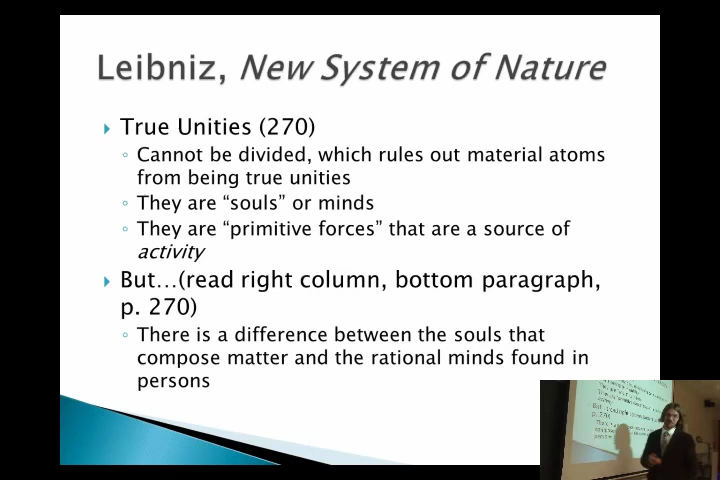 Leibniz, New System of Nature
True Unities (270)
Cannot be divided, which rules out material atoms
from being true unities
They are “souls” or minds
They are “primitive forces” that are a source of
activity
But…(read right column, bottom paragraph,
p. 270)
There is a difference between the souls that
compose matter and the rational minds found in
persons